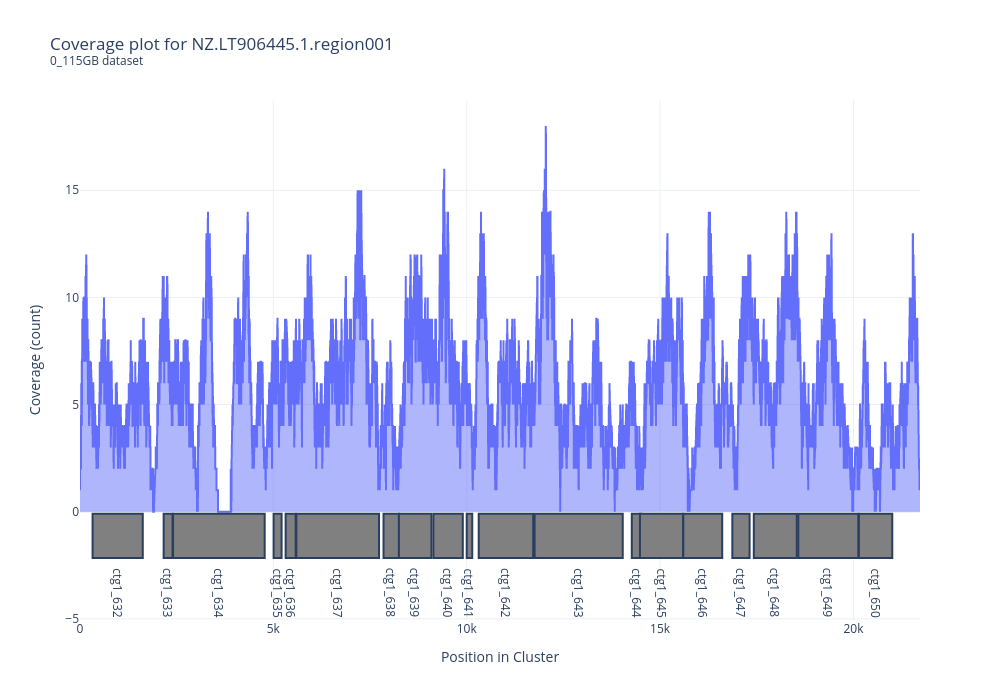 Coverage plot for NZ.LT906445.1.region001
0_115GB dataset
Coverage (count)
15
10
5
0
−5
ctg1_632
ctg1_633
ctg1_634
ctg1_635
ctg1_636
ctg1_637
ctg1_638
ctg1_639
ctg1_640
ctg1_641
ctg1_642
ctg1_643
ctg1_644
ctg1_645
ctg1_646
ctg1_647
ctg1_648
ctg1_649
ctg1_650
0
5k
10k
15k
20k
Position in Cluster